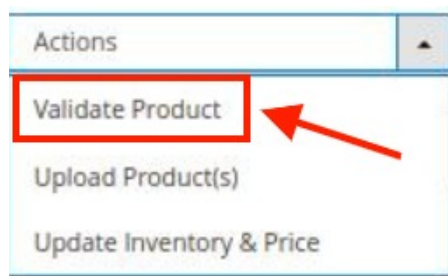 Actions
Validate Product
Upload Product(s)
Update Inventory & Price